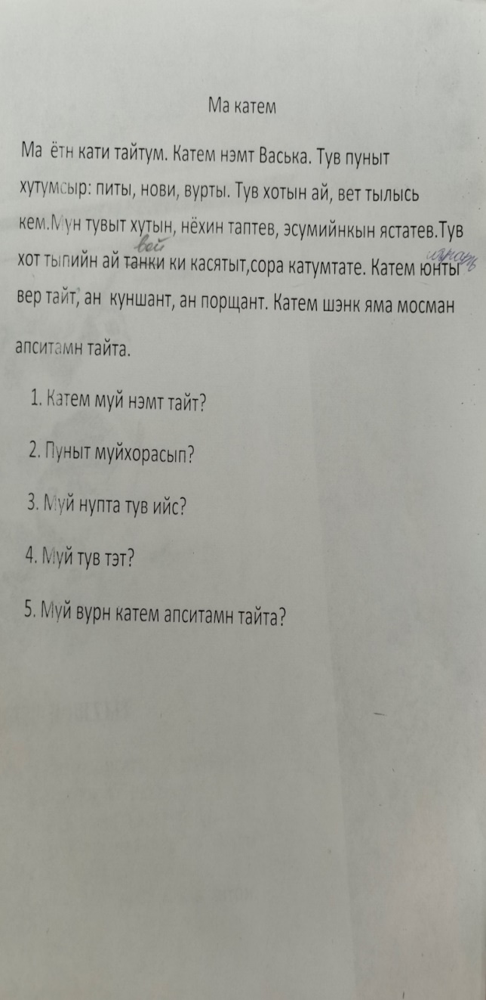 Ма катем
Ма ётн кати тайтум. Катем нэмт Васька. Тув пуныт
хутумсыр: питы, нови, вурты. Тув хотын ай, вет тылысь
кем.Мун тувыт хутын, нёхин таптев, эсумийнкын ястатев.Тув
вой
хот тыпийн ай танки ки касятыт,сора катумтате. Катем юнты
вер тайт, ан куншант, ан порщант. Катем шэнк яма мосман
апситамн тайта.
1. Катем муй нэмт тайт?
2. Пуныт муйхорасып?
3. Муй нупта тув ийс?
4. Муй тув тэт?
5. Муй вурн катем апситамн тайта?